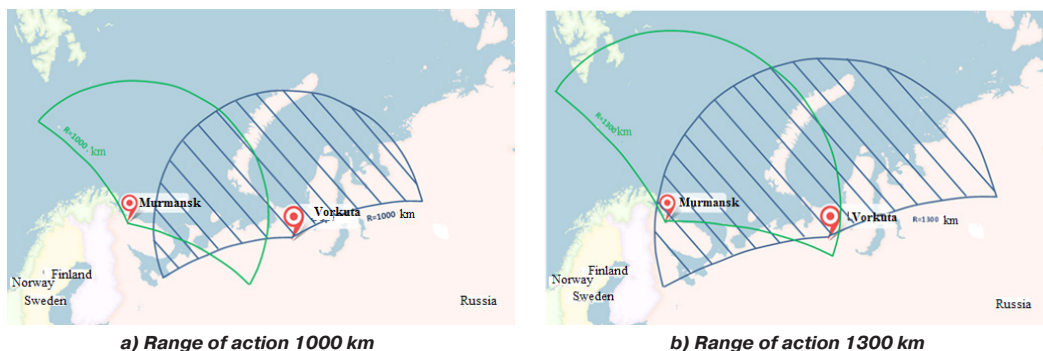 R=1000. km
Murmansk
Vorkuta
R=1000 km
Finland
Norway
Sweden
Russia
a) Range of action 1000 km
R=1300 km
Murmansk
Vorkuta
R=1300 km
Finland
Norway
Sweden
Russia
b) Range of action 1300 km